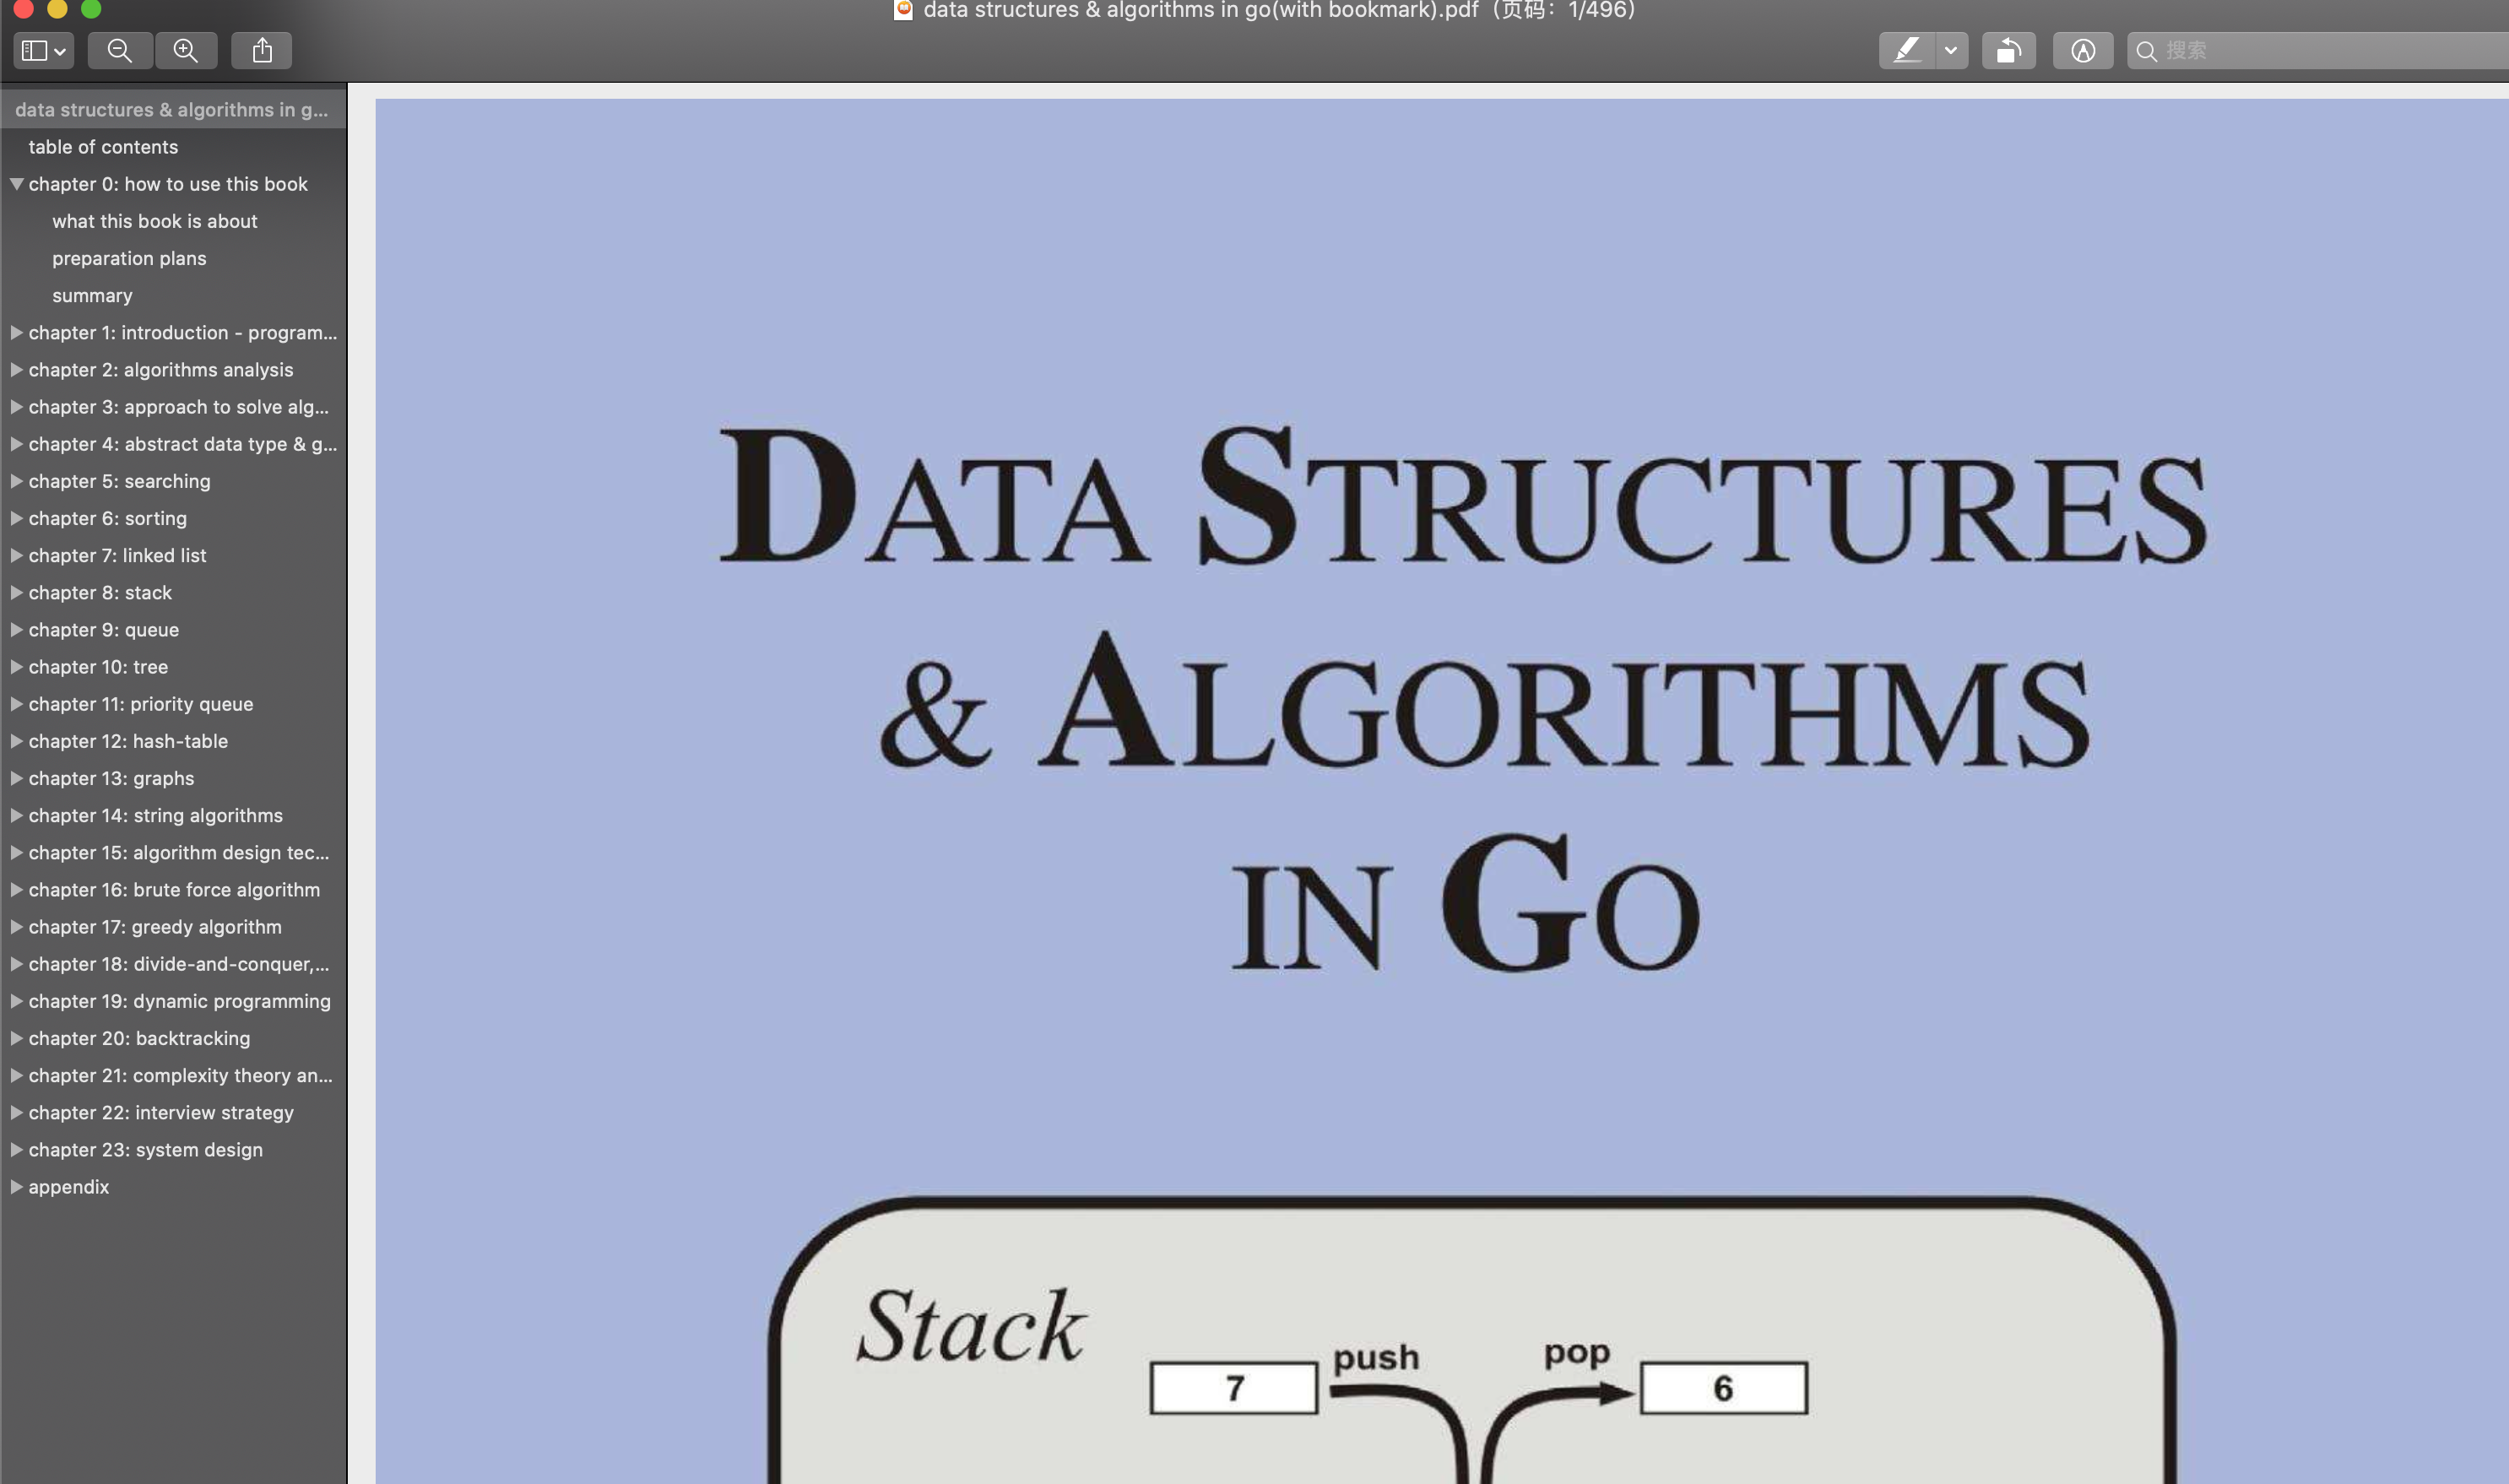 data structures & algorithms in go(with bookmark).pdf（页码：1/496）
搜索
data structures & algorithms in g...
table of contents
chapter 0: how to use this book
what this book is about
preparation plans
summary
chapter 1: introduction - program...
chapter 2: algorithms analysis
chapter 3: approach to solve alg...
chapter 4: abstract data type & g...
chapter 5: searching
chapter 6: sorting
chapter 7: linked list
chapter 8: stack
chapter 9: queue
chapter 10: tree
chapter 11: priority queue
chapter 12: hash-table
chapter 13: graphs
chapter 14: string algorithms
chapter 15: algorithm design tec...
chapter 16: brute force algorithm
chapter 17: greedy algorithm
chapter 18: divide-and-conquer,...
chapter 19: dynamic programming
chapter 20: backtracking
chapter 21: complexity theory an...
chapter 22: interview strategy
chapter 23: system design
appendix
DATA STRUCTURES
& ALGORITHMS
IN GO
Stack
push
pop
7
6